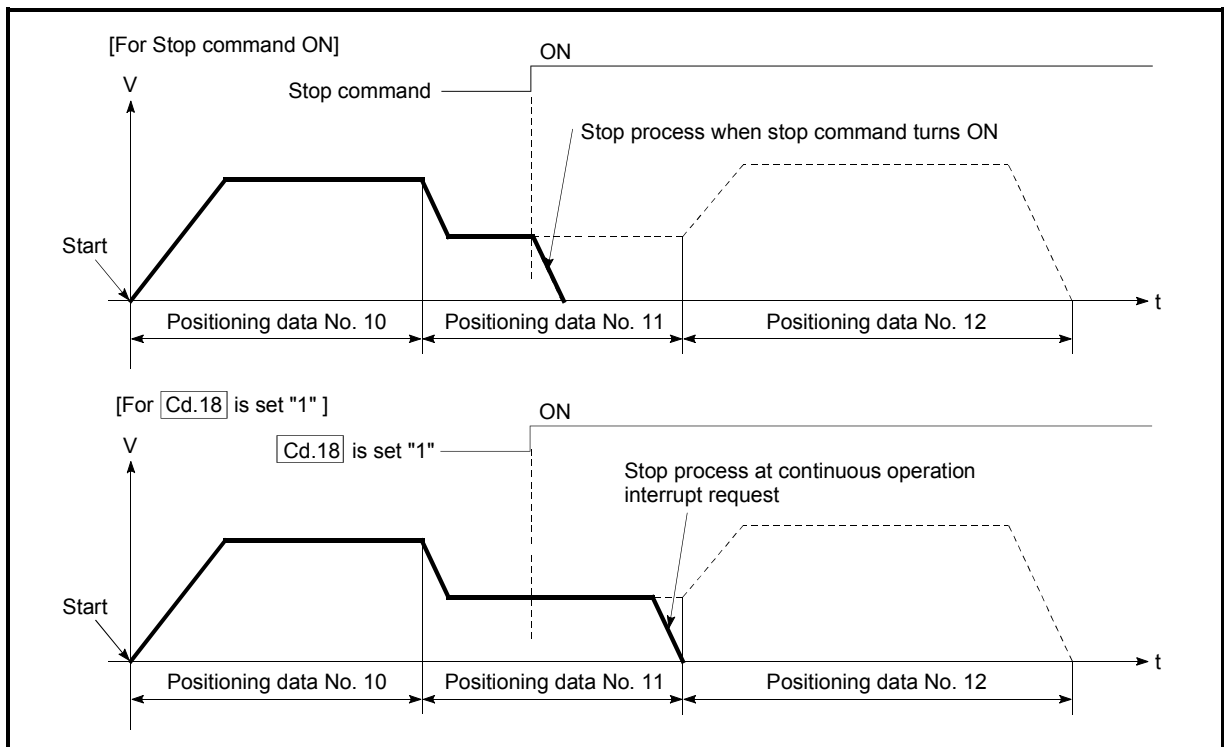 [For Stop command ON]
ON
V
Stop command
Stop process when stop command turns ON
Start
t
Positioning data No. 10
Positioning data No. 11
Positioning data No. 12
[For Cd.18 is set "1" ]
ON
V
Cd.18 is set "1"
Stop process at continuous operation
interrupt request
Start
t
Positioning data No. 10
Positioning data No. 11
Positioning data No. 12